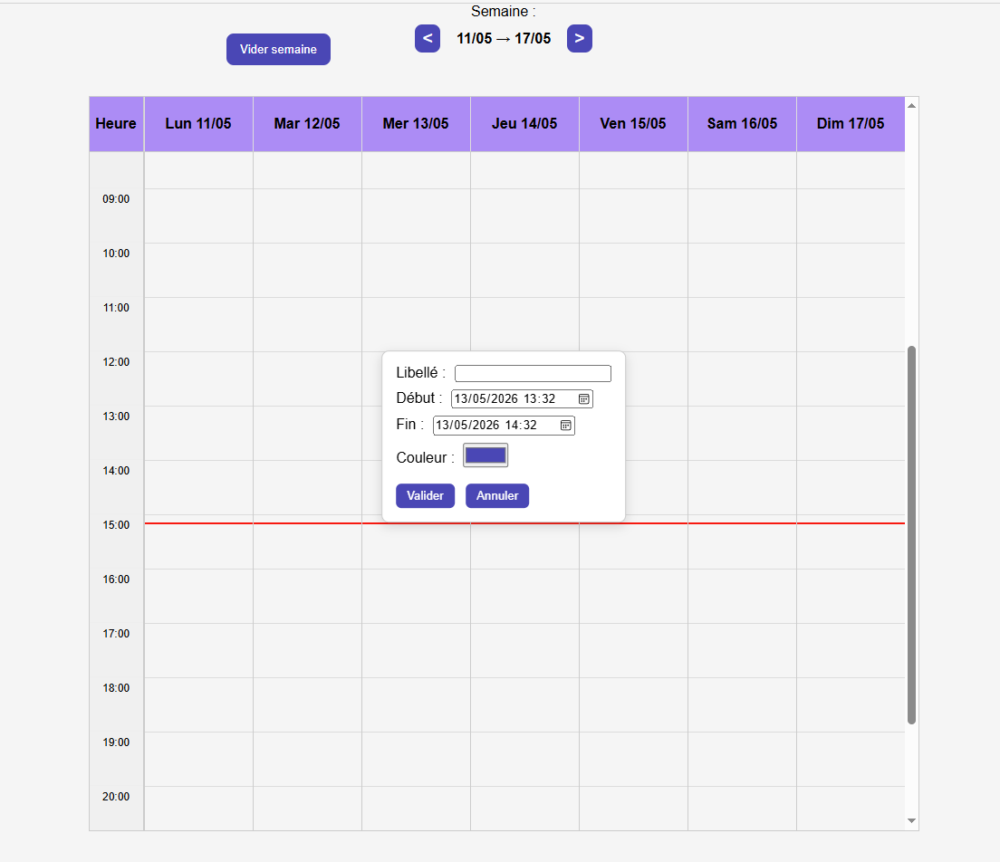 Semaine :
Vider semaine
< 11/05 → 17/05 >
Heure Lun 11/05 Mar 12/05 Mer 13/05 Jeu 14/05 Ven 15/05 Sam 16/05 Dim 17/05
09:00
10:00
11:00
12:00
Libellé :
Début : 13/05/2026 13:32
13:00
Fin : 13/05/2026 14:32
Couleur :
14:00
Valider Annuler
15:00
16:00
17:00
18:00
19:00
20:00